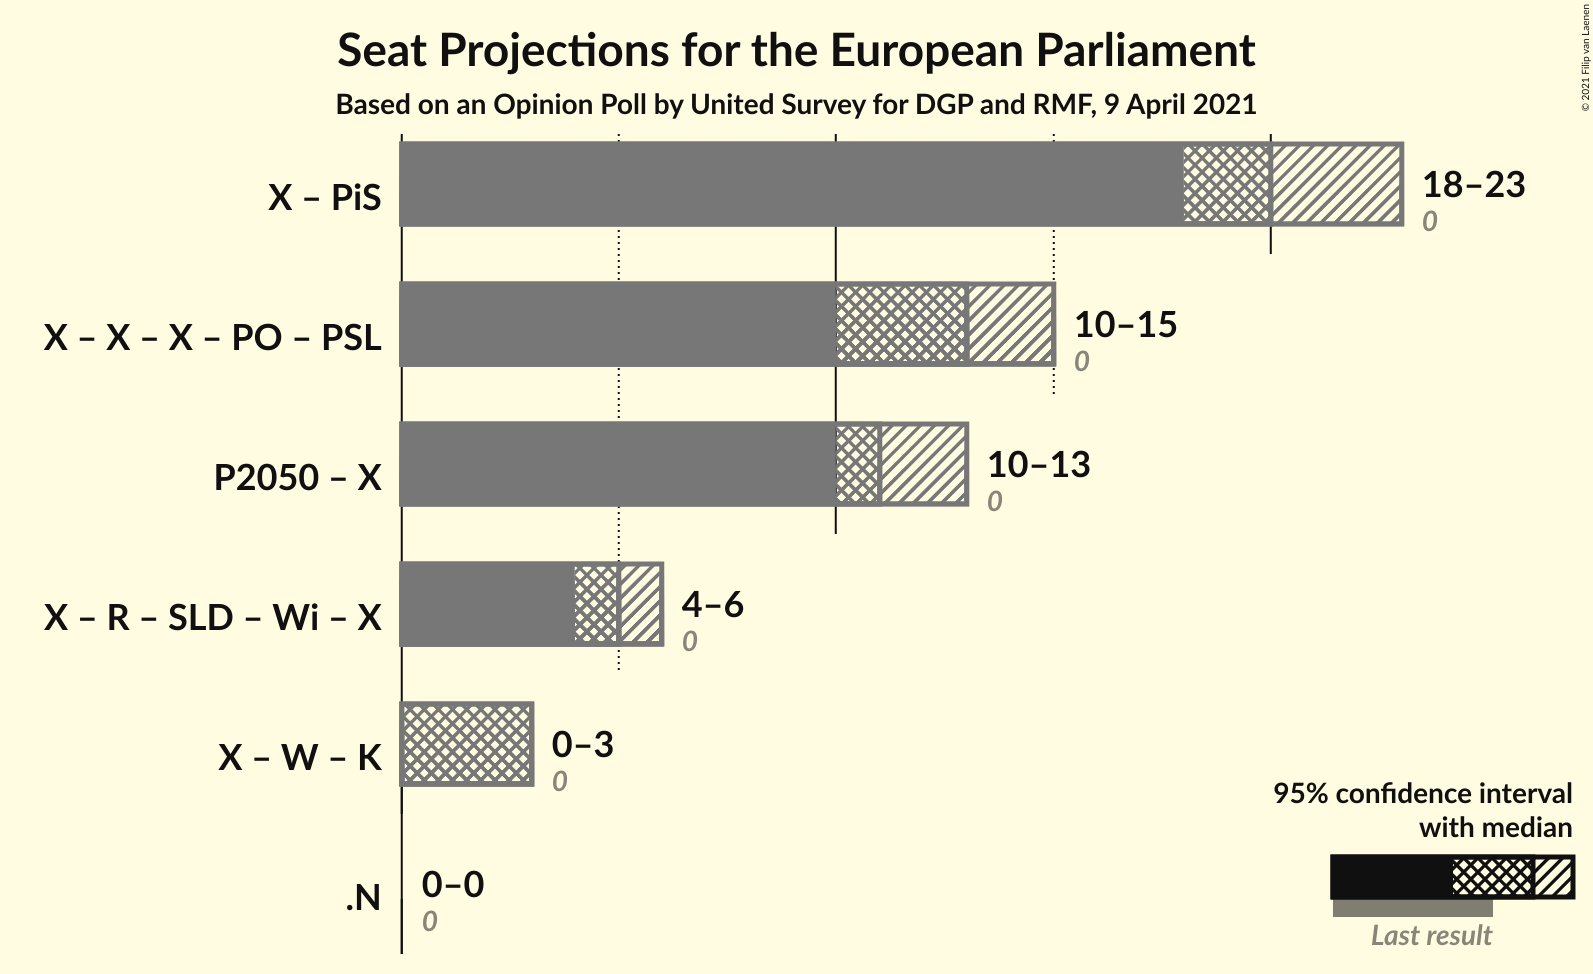 Seat Projections for the European Parliament
Based on an Opinion Poll by United Survey for DGP and RMF, 9 April 2021
© 2021 Filip van Laenen
X – PiS
18–23
0
X – X – X – PO – PSL
10–15
0
P2050 – X
10–13
0
X – R – SLD – Wi – X
4–6
0
X – W – K
0–3
0
.N
0–0
0
95% confidence interval
with median
Last result